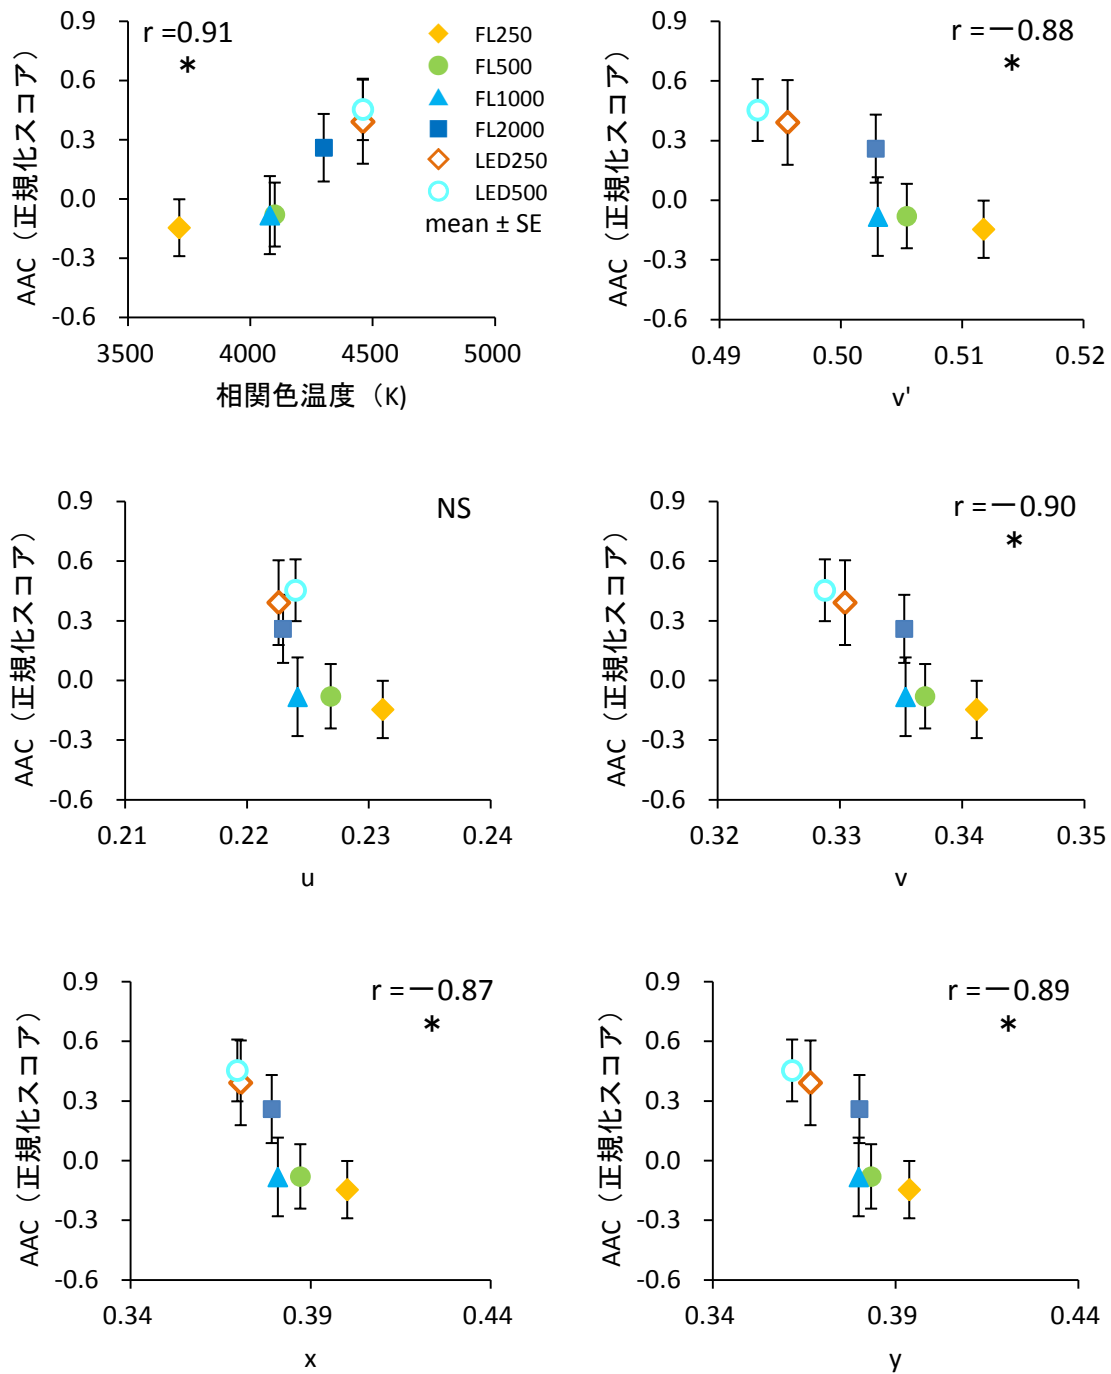 r =0.91
*
AAC（正規化スコア）
0.9
0.6
0.3
0.0
-0.3
-0.6
3500
4000
4500
5000
相関色温度（K)
FL250
FL500
FL1000
FL2000
LED250
LED500
mean ± SE
r =－0.88
*
AAC（正規化スコア）
0.9
0.6
0.3
0.0
-0.3
-0.6
0.49
0.50
0.51
0.52
v'
NS
AAC（正規化スコア）
0.9
0.6
0.3
0.0
-0.3
-0.6
0.21
0.22
0.23
0.24
u
r =－0.90
*
AAC（正規化スコア）
0.9
0.6
0.3
0.0
-0.3
-0.6
0.32
0.33
0.34
0.35
v
r =－0.87
*
AAC（正規化スコア）
0.9
0.6
0.3
0.0
-0.3
-0.6
0.34
0.39
0.44
x
r =－0.89
*
AAC（正規化スコア）
0.9
0.6
0.3
0.0
-0.3
-0.6
0.34
0.39
0.44
y